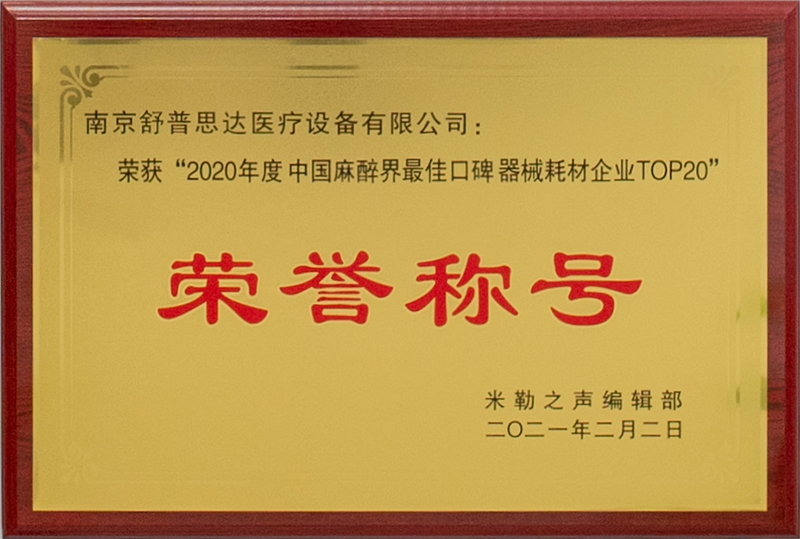 南京舒普思达医疗设备有限公司：
荣获“2020年度中国麻醉界最佳口碑器械耗材企业TOP20”
荣誉称号
米勒之声编辑部
二〇二一年二月二日